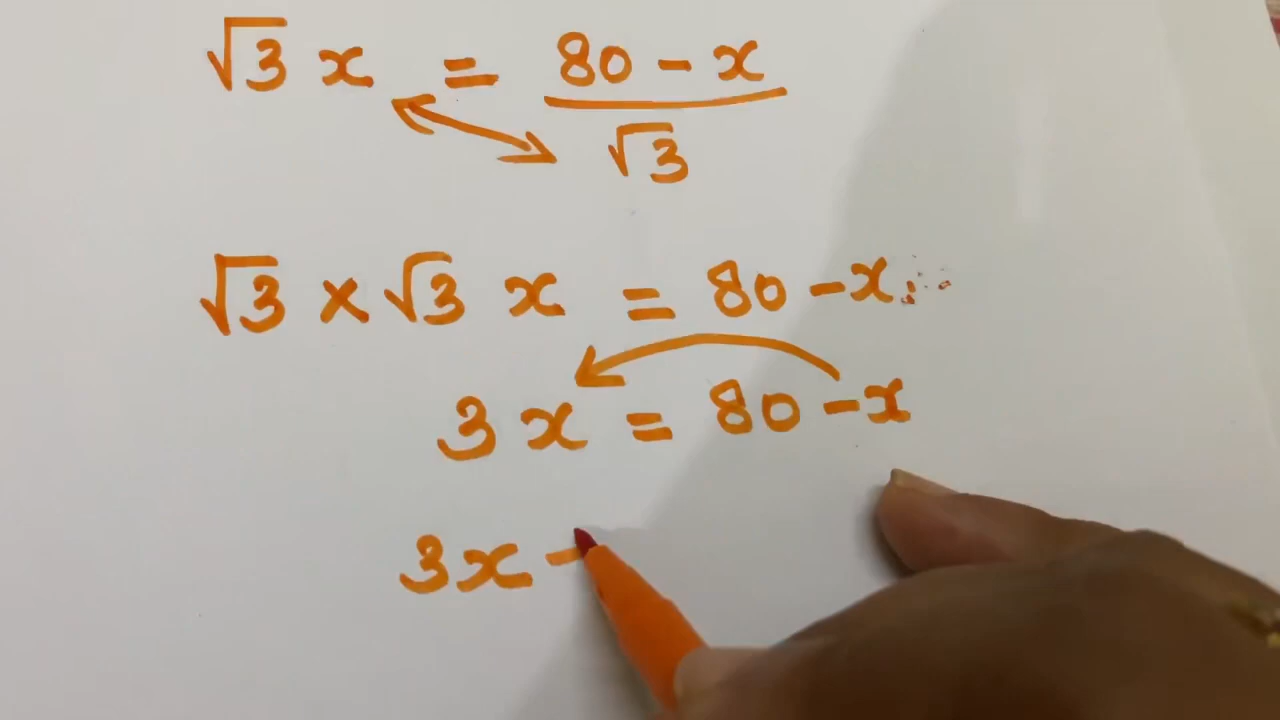 √3 x = 80 - x
√3
√3 × √3 x = 80 - x
3x = 80 - x
3x -